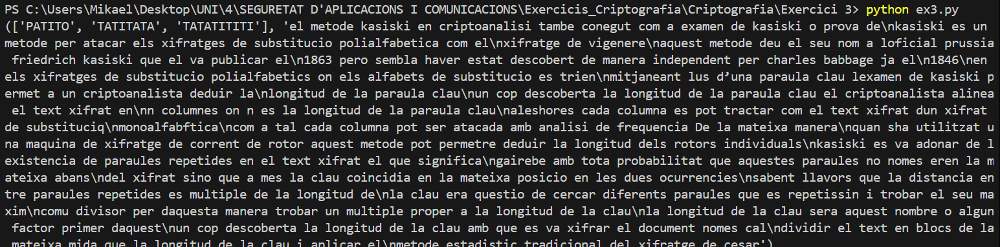 PS C:\Users\Mikael\Desktop\UNI\4\SEGURETAT D'APLICACIONS I COMUNICACIONS\Exercicis_Criptografia\Criptografia\Exercici 3> python ex3.py
(['PATITO', 'TATITATA', 'TATATITITI'], 'el metode kasiski en criptoanalisi tambe conegut com a examen de kasiski o prova de\nkasiski es un
metode per atacar els xifratges de substitucio polialfabetica com el\nxifratge de vigenere\naquest metode deu el seu nom a loficial prussia
friedrich kasiski que el va publicar el\n1863 pero sembla haver estat descobert de manera independent per charles babbage ja el\n1846\nen
els xifratges de substitucio polialfabetics on els alfabets de substitucio es trien\nmitjaneant lus d’una paraula clau lexamen de kasiski p
ermet a un criptoanalista deduir la\nlongitud de la paraula clau\nun cop descoberta la longitud de la paraula clau el criptoanalista alinea
el text xifrat en\nn columnes on n es la longitud de la paraula clau\naleshores cada columna es pot tractar com el text xifrat dun xifrat
de substituciq\nmonoalfabftica\ncom a tal cada columna pot ser atacada amb analisi de frequencia De la mateixa manera\nquan sha utilitzat u
na maquina de xifratge de corrent de rotor aquest metode pot permetre deduir la longitud dels rotors individuals\nkasiski es va adonar de l
existencia de paraules repetides en el text xifrat el que significa\ngairebe amb tota probabilitat que aquestes paraules no nomes eren la m
ateixa abans\ndel xifrat sino que a mes la clau coincidia en la mateixa posicio en les dues ocurrencies\nsabent llavors que la distancia en
tre paraules repetides es multiple de la longitud de\nla clau era questio de cercar diferents paraules que es repetissin i trobar el seu ma
xim\ncomu divisor per daquesta manera trobar un multiple proper a la longitud de la clau\nla longitud de la clau sera aquest nombre o algun
factor primer daquest\nun cop descoberta la longitud de la clau amb que es va xifrar el document nomes cal\ndividir el text en blocs de la
mateixa mida que la longitud de la clau i aplicar el\nmetode estadistic tradicional del xifratge de cesar')